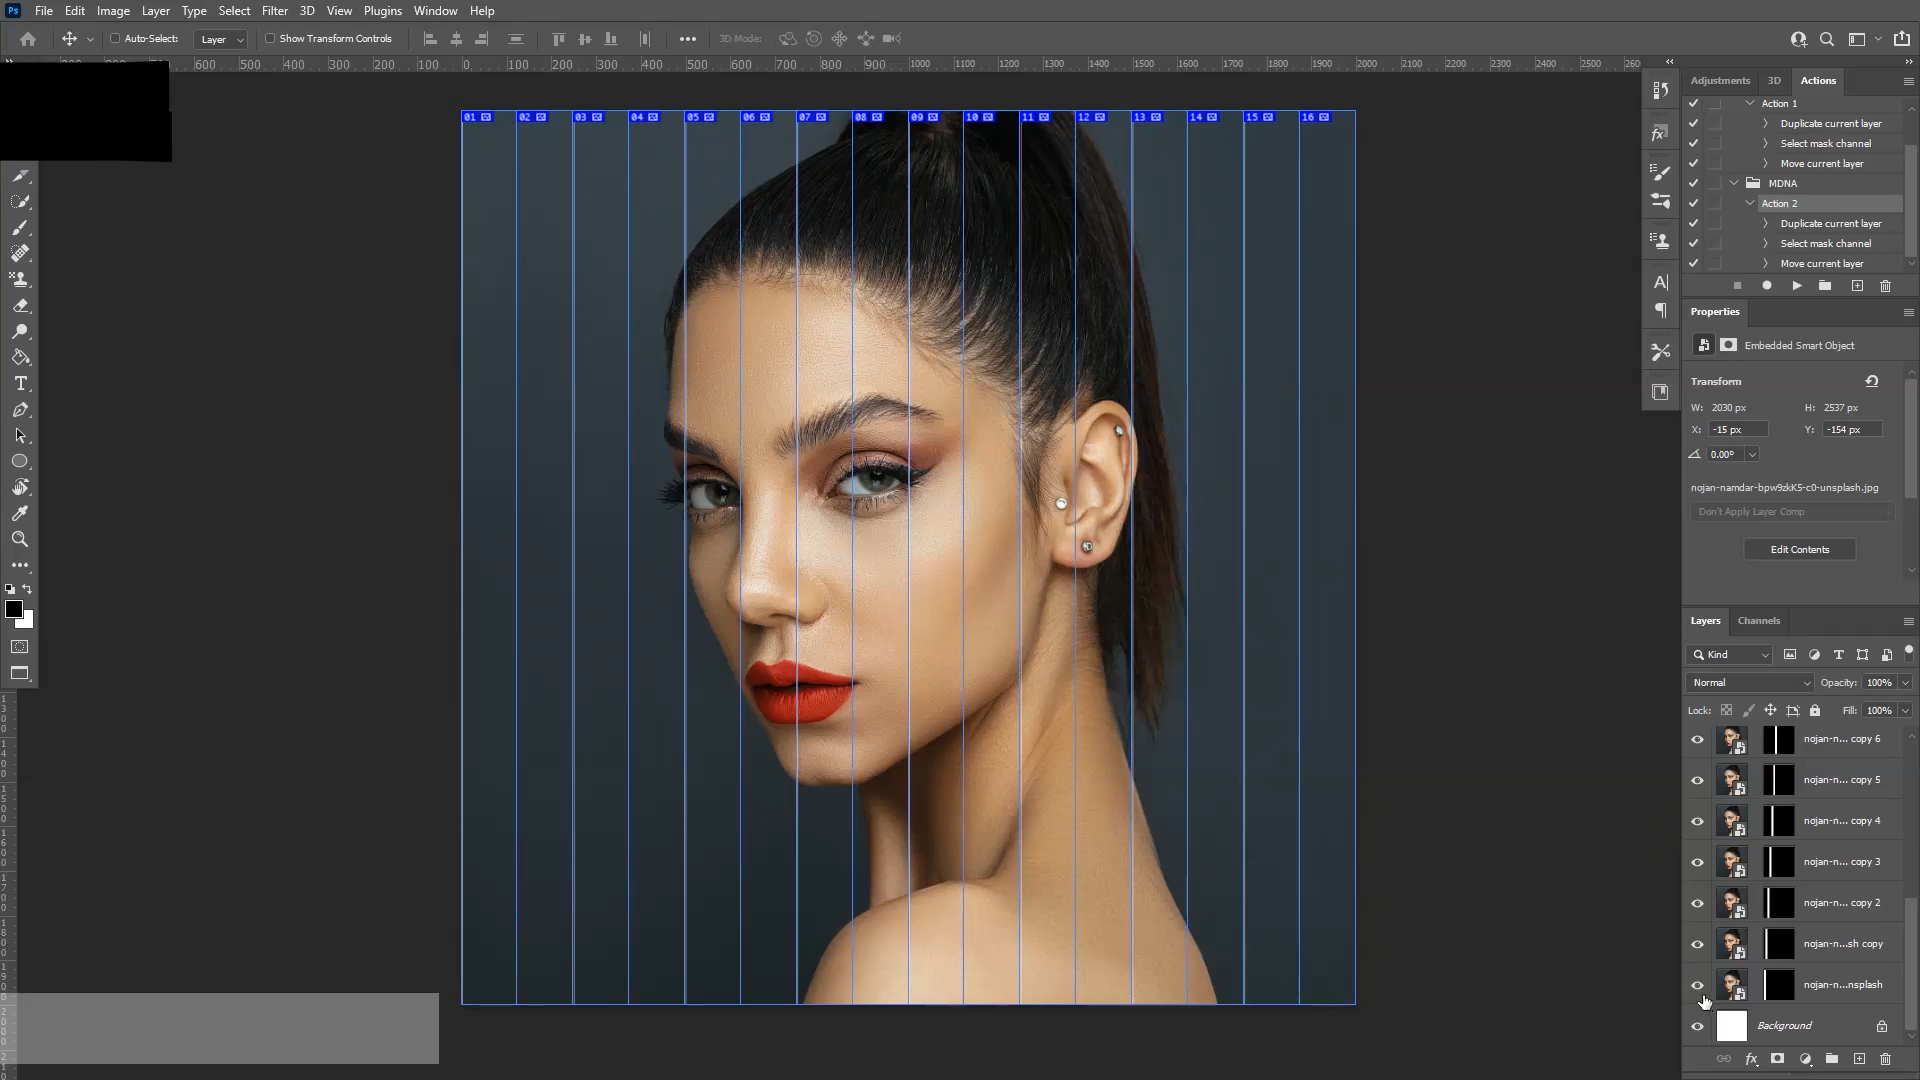 Ps File Edit Image Layer Type Select Filter 3D View Plugins Window Help
Auto-Select: Layer Show Transform Controls 3D Mode:
600 500 400 300 200 100 0 100 200 300 400 500 600 700 800 900 1000 1100 1200 1300 1400 1500 1600 1700 1800 1900 2000 2100 2200 2300 2400 2500
01 02 03 04 05 06 07 08 09 10 11 12 13 14 15 16
Adjustments 3D Actions
Action 1
Duplicate current layer
Select mask channel
Move current layer
MDNA
Action 2
Duplicate current layer
Select mask channel
Move current layer
Properties
Embedded Smart Object
Transform
W: 2030 px H: 2537 px
X: -15 px Y: -154 px
0.00°
nojan-namdar-bpw9zkK5-c0-unsplash.jpg
Don't Apply Layer Comp
Edit Contents
Layers Channels
Kind
Normal Opacity: 100%
Lock: Fill: 100%
nojan-n... copy 6
nojan-n... copy 5
nojan-n... copy 4
nojan-n... copy 3
nojan-n... copy 2
nojan-n...sh copy
nojan-n...nsplash
Background